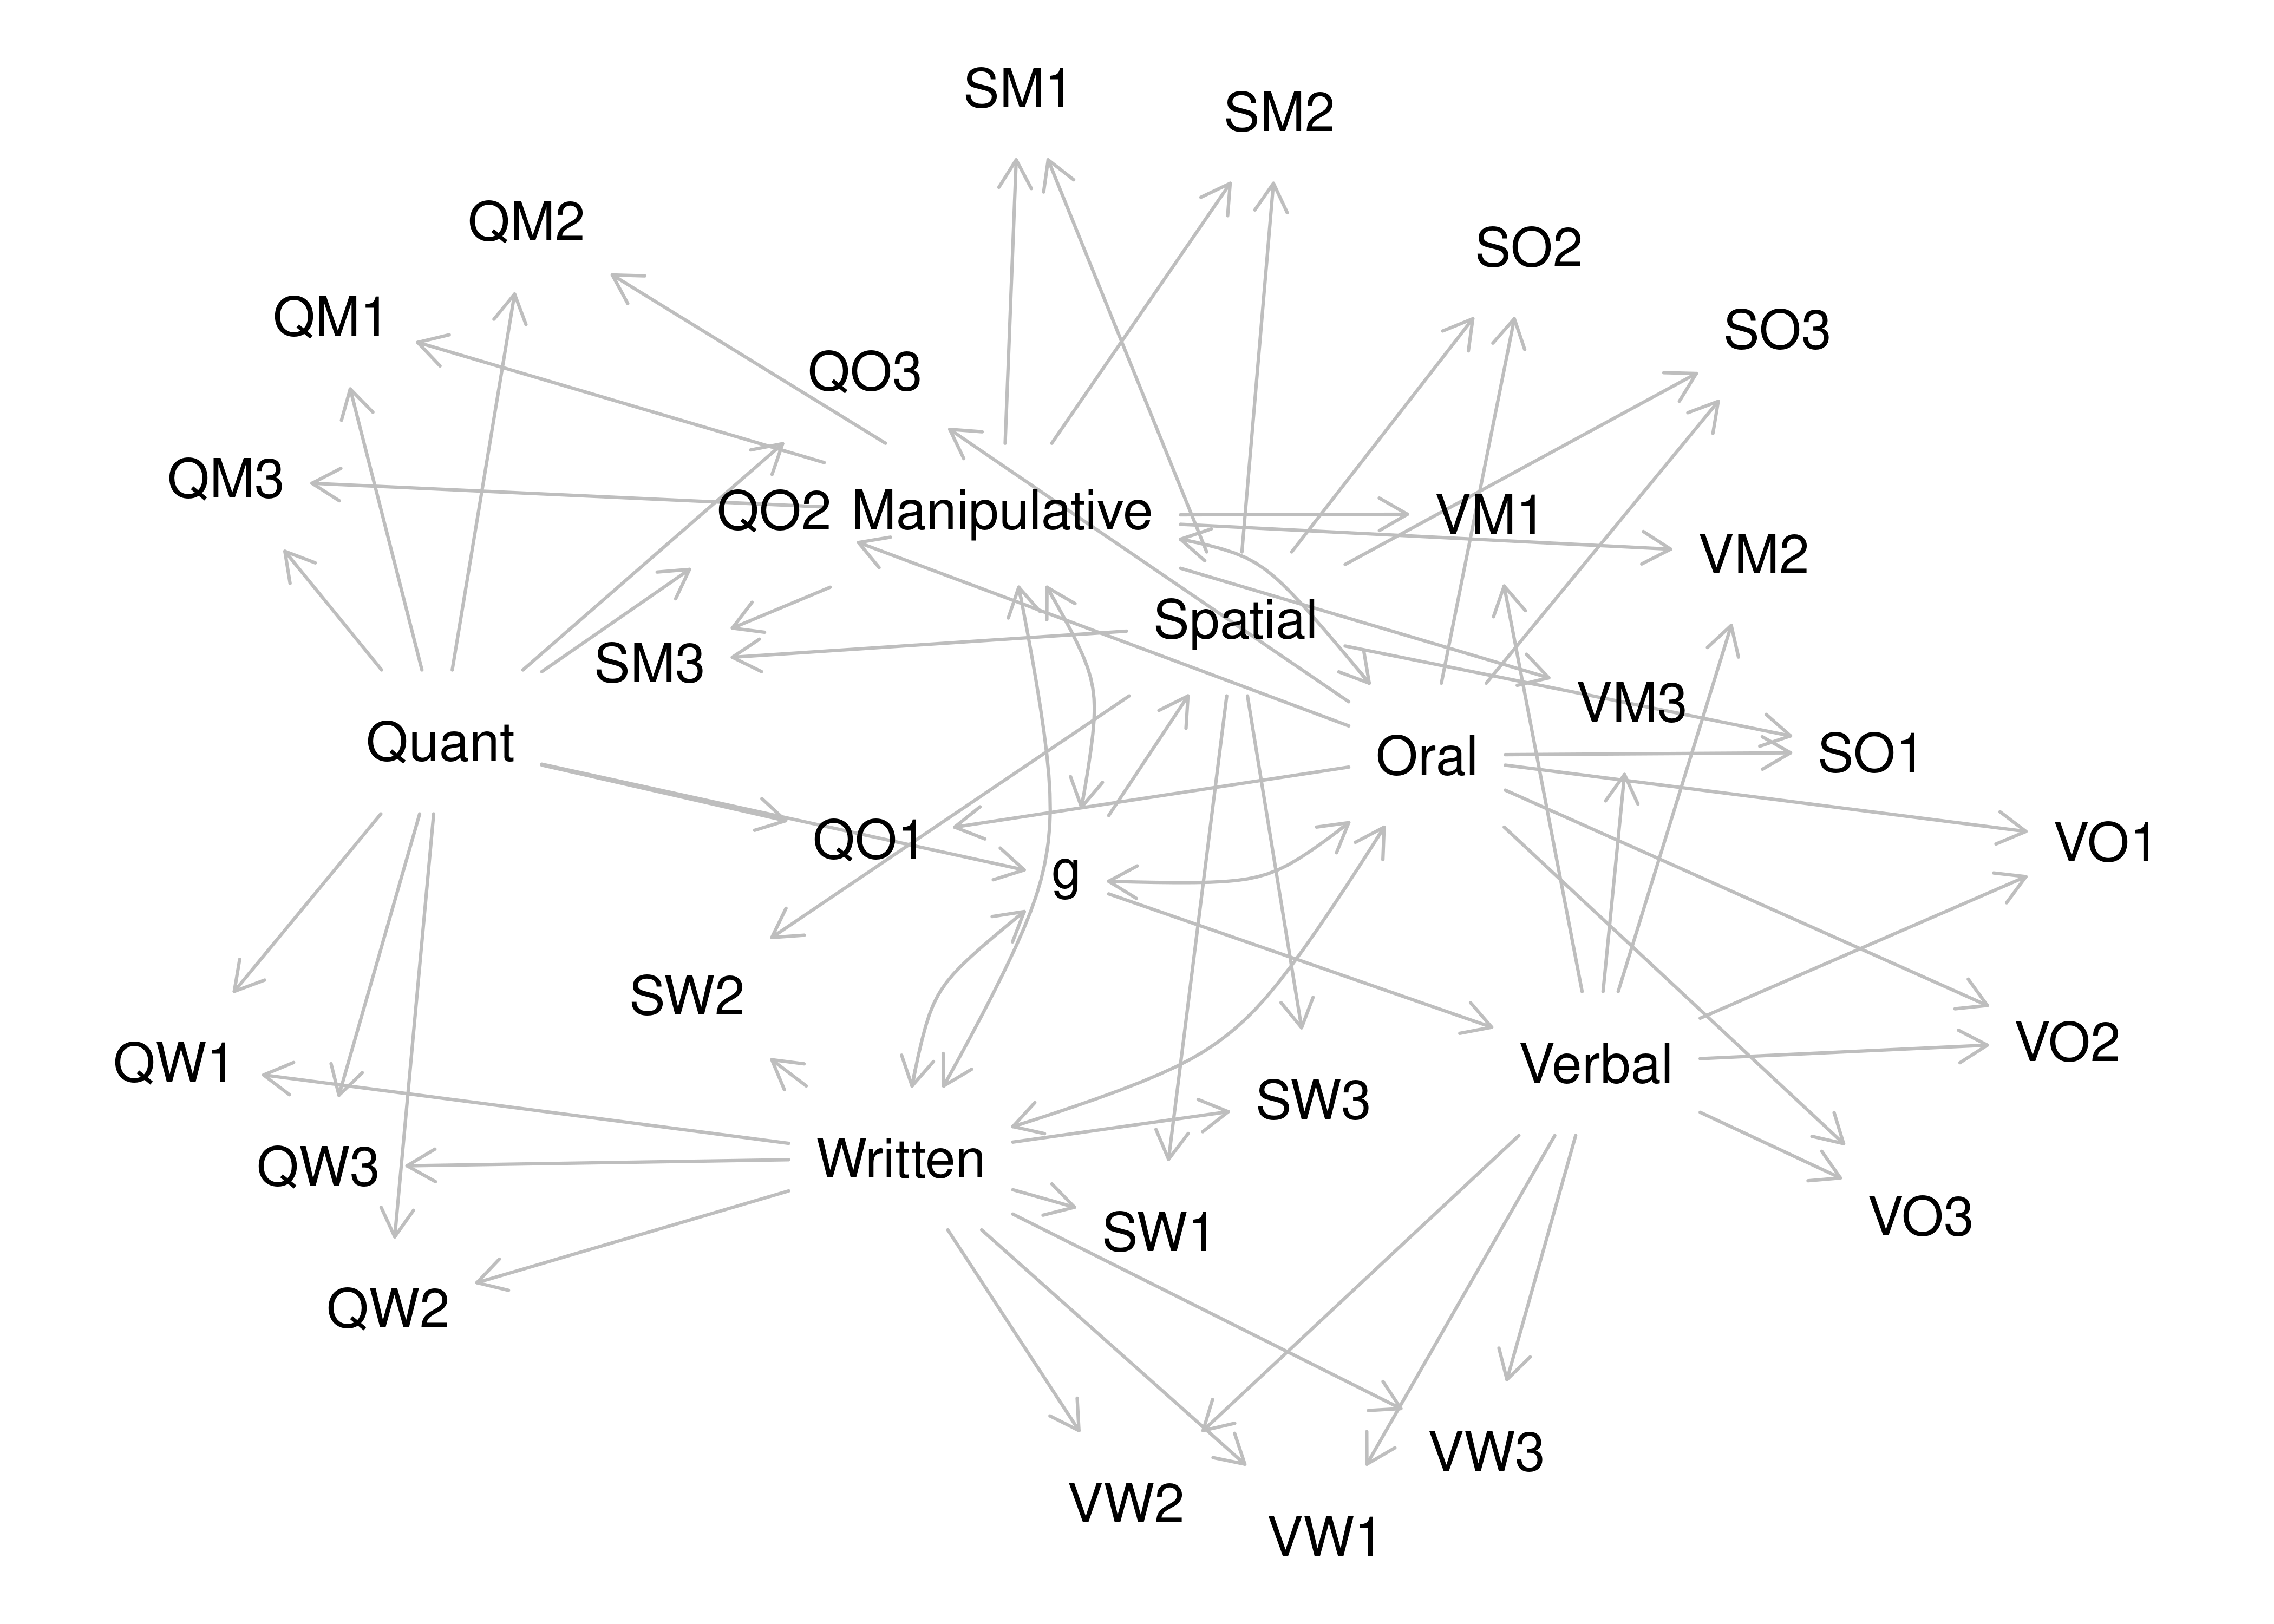 SM1
SM2
QM2
SO2
QM1
SO3
QO3
QM3
QO2
Manipulative
VM1
VM2
Spatial
SM3
VM3
Quant
Oral
SO1
QO1
VO1
g
SW2
VO2
QW1
Verbal
SW3
Written
QW3
VO3
SW1
QW2
VW3
VW2
VW1